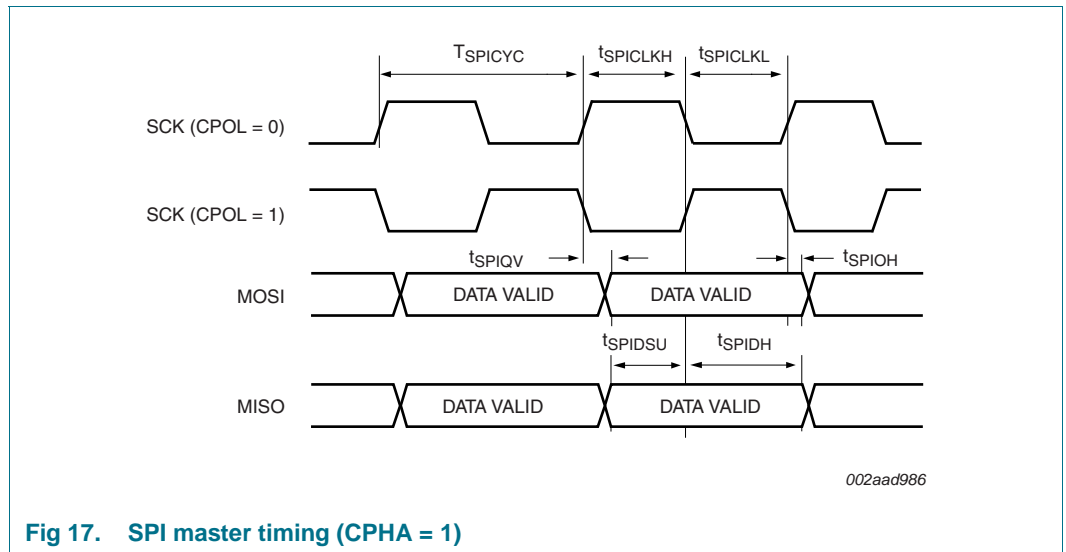 TSPICYC tSPICLKH tSPICLKL
SCK (CPOL = 0)
SCK (CPOL = 1)
tSPIQV tSPIOH
MOSI DATA VALID DATA VALID
tSPIDSU tSPIDH
MISO DATA VALID DATA VALID
002aad986
Fig 17. SPI master timing (CPHA = 1)